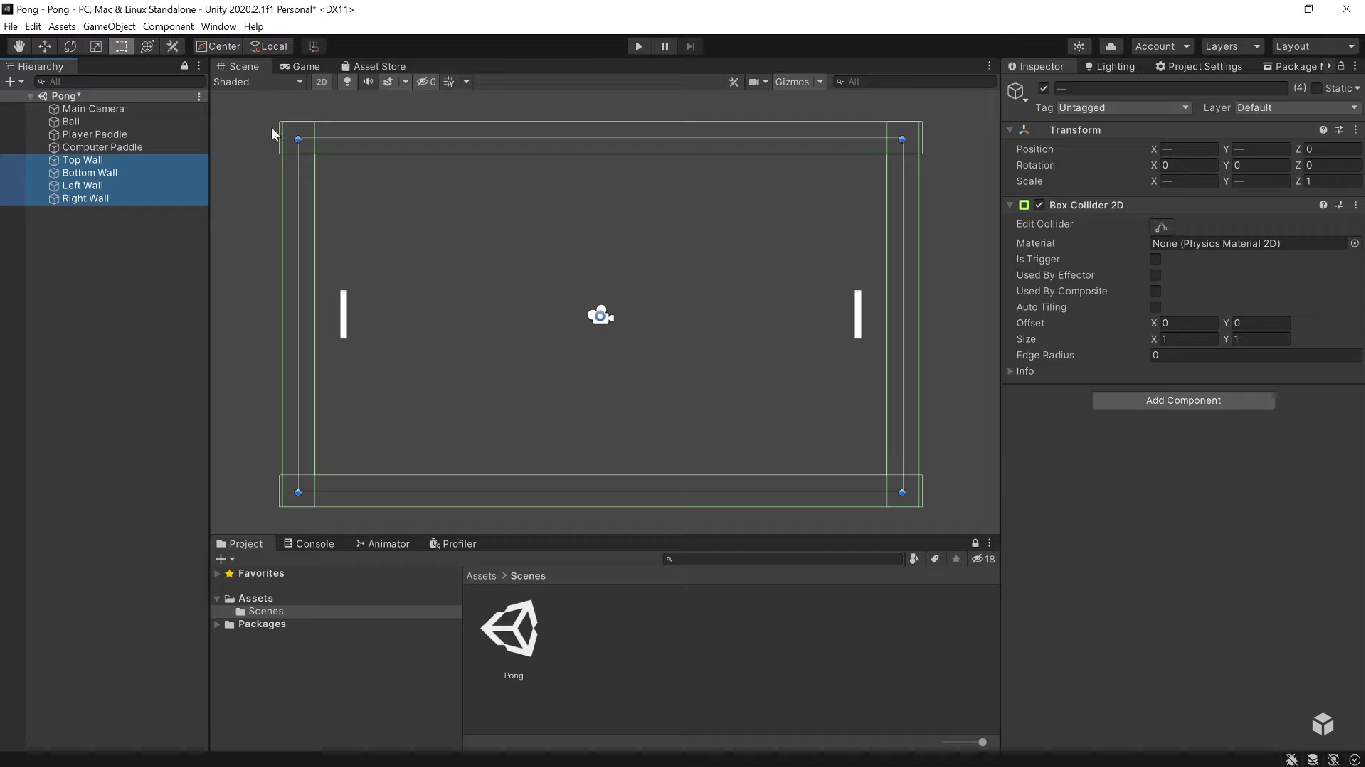 Pong - Pong - PC, Mac & Linux Standalone - Unity 2020.2.1f1 Personal* <DX11>
File Edit Assets GameObject Component Window Help
Center Local Account Layers Layout
Hierarchy Scene Game Asset Store Inspector Lighting Project Settings Package M
All Shaded 2D 0 Gizmos All
Pong*
Main Camera
Ball
Player Paddle
Computer Paddle
Top Wall
Bottom Wall
Left Wall
Right Wall
— (4) Static
Tag Untagged Layer Default
Transform
Position X — Y — Z 0
Rotation X 0 Y 0 Z 0
Scale X — Y — Z 1
Box Collider 2D
Edit Collider
Material None (Physics Material 2D)
Is Trigger
Used By Effector
Used By Composite
Auto Tiling
Offset X 0 Y 0
Size X 1 Y 1
Edge Radius 0
Info
Add Component
Project Console Animator Profiler
18
Favorites
Assets
Scenes
Packages
Assets > Scenes
Pong